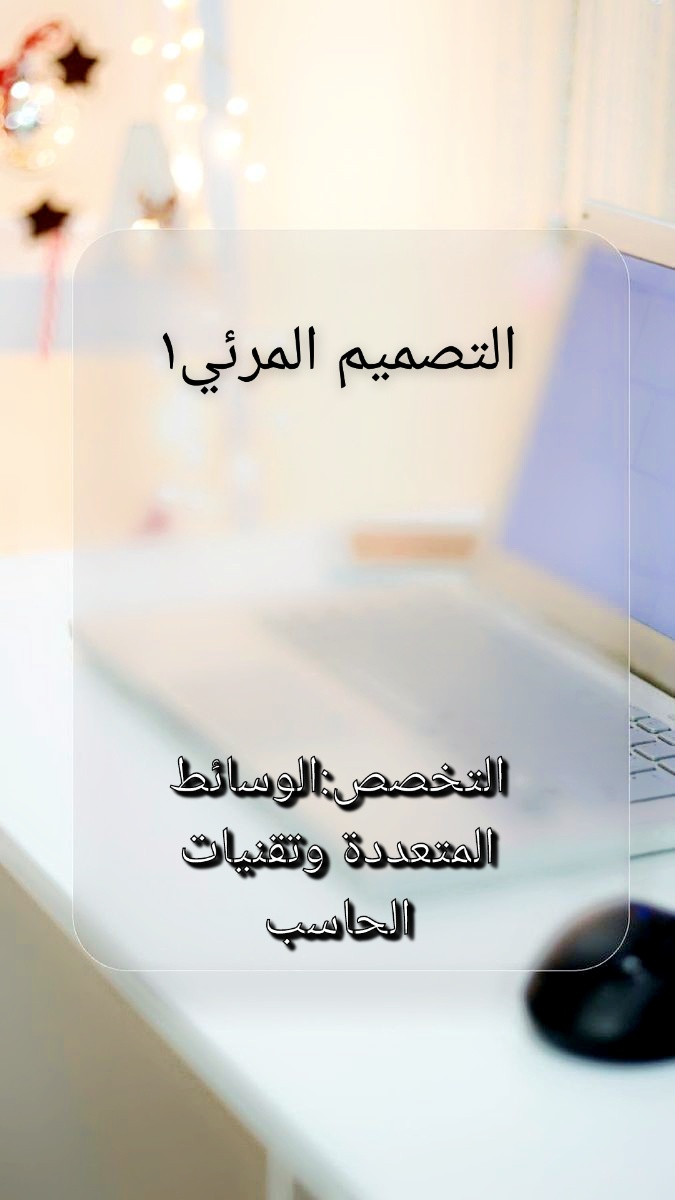 التصميم المرئي١
التخصص:الوسائط
المتعددة وتقنيات
الحاسب